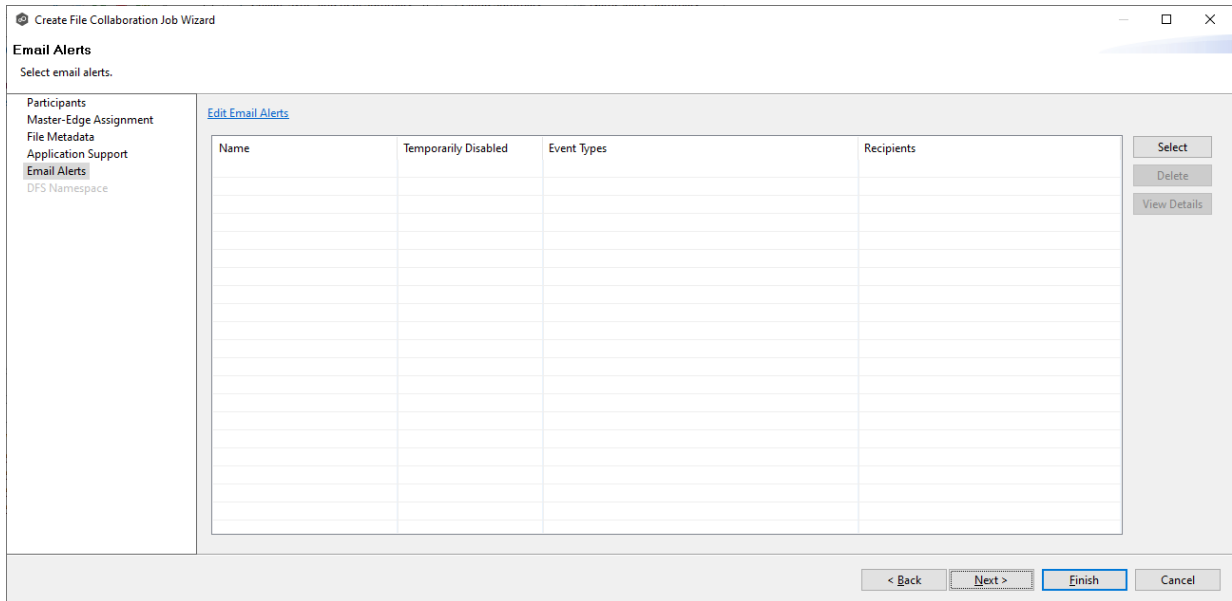 Create File Collaboration Job Wizard
Email Alerts
Select email alerts.
Participants
Master-Edge Assignment
File Metadata
Application Support
Email Alerts
DFS Namespace
Edit Email Alerts
Name Temporarily Disabled Event Types Recipients
Select
Delete
View Details
< Back Next > Finish Cancel